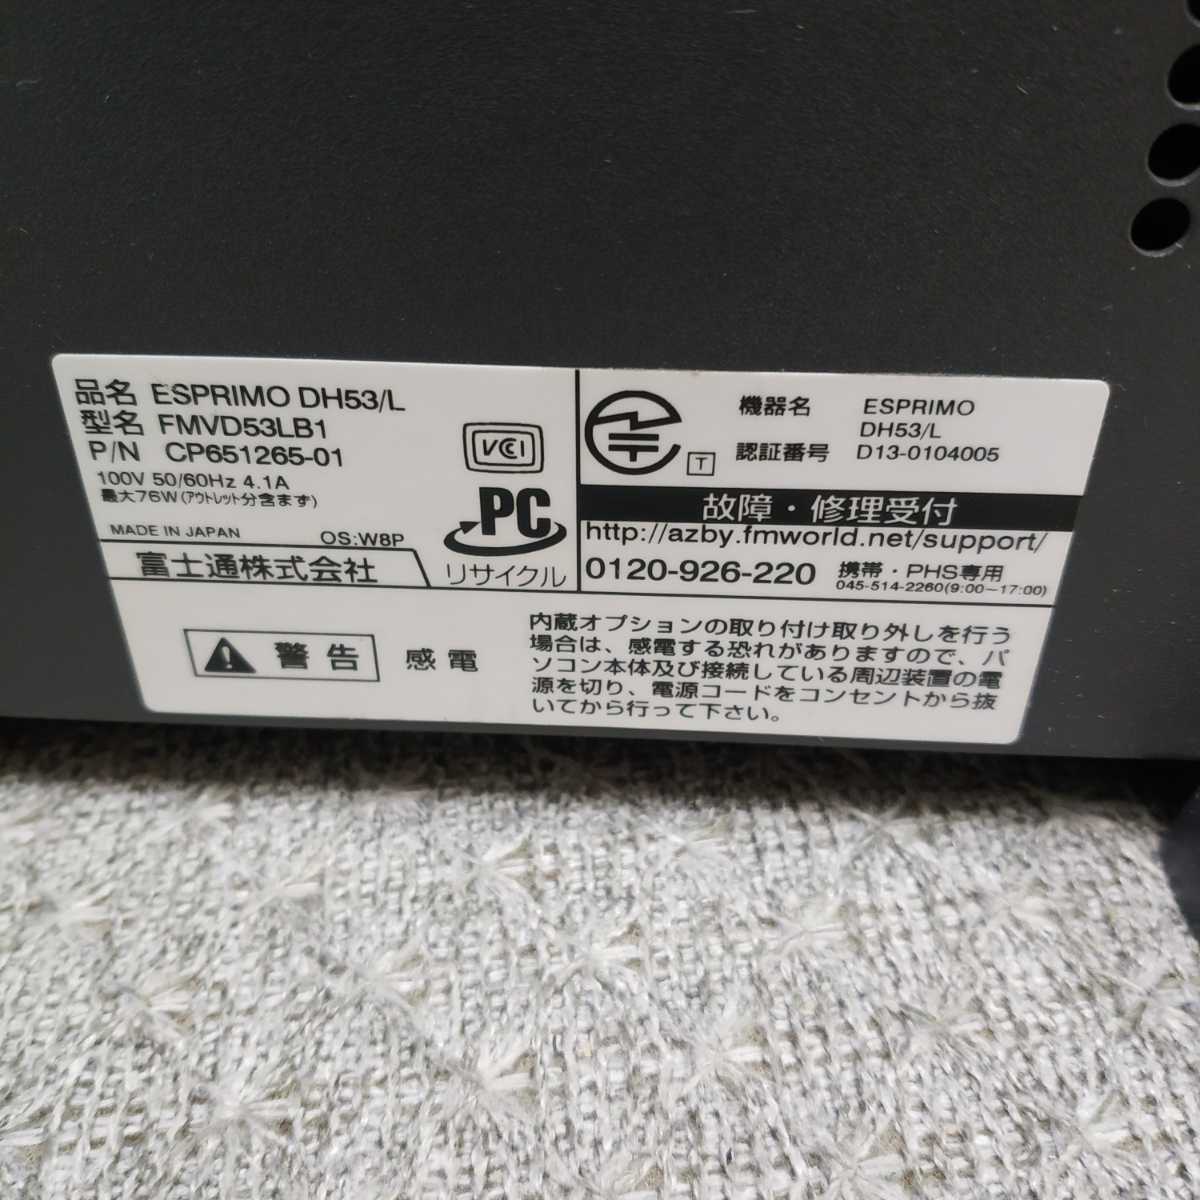 品名 ESPRIMO DH53/L
型名 FMVD53LB1
P/N CP651265-01
100V 50/60Hz 4.1A
最大76W(アウトレット分含まず)
MADE IN JAPAN OS:W8P
富士通株式会社
VCCI
PC
リサイクル
T
機器名 ESPRIMO
DH53/L
認証番号 D13-0104005
故障・修理受付
http://azby.fmworld.net/support/
0120-926-220 携帯・PHS専用
045-514-2260(9:00~17:00)
警告 感電
内蔵オプションの取り付け取り外しを行う
場合は、感電する恐れがありますので、パ
ソコン本体及び接続している周辺装置の電
源を切り、電源コードをコンセントから抜
いてから行って下さい。